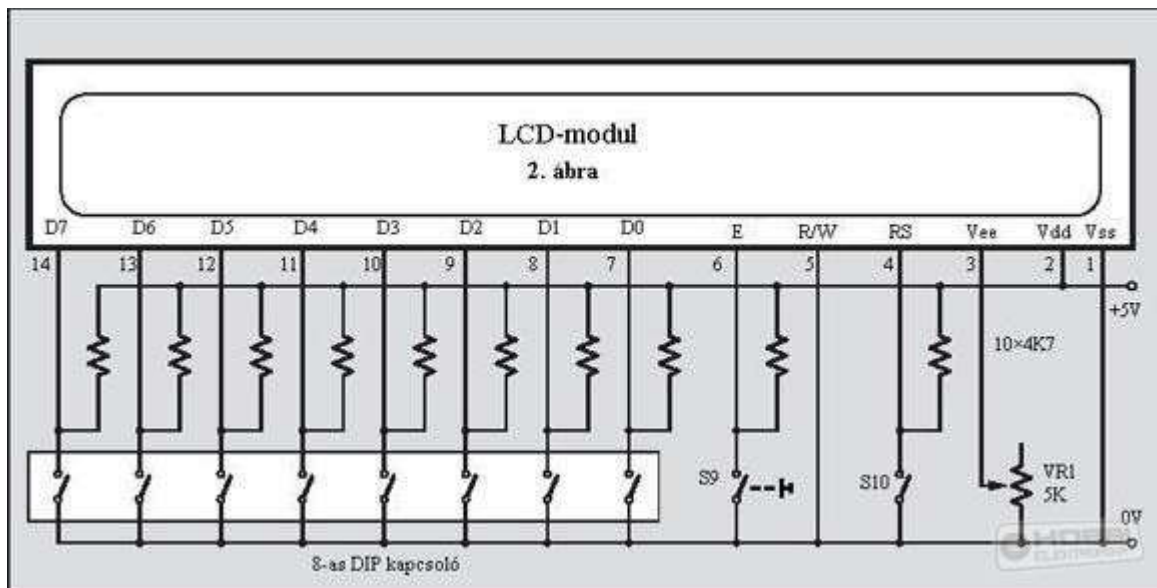 LCD-modul
2. ábra
D7 D6 D5 D4 D3 D2 D1 D0 E R/W RS Vee Vdd Vss
14 13 12 11 10 9 8 7 6 5 4 3 2 1
+5V
10×4K7
S9 S10 VR1
5K
0V
8-as DIP kapcsoló